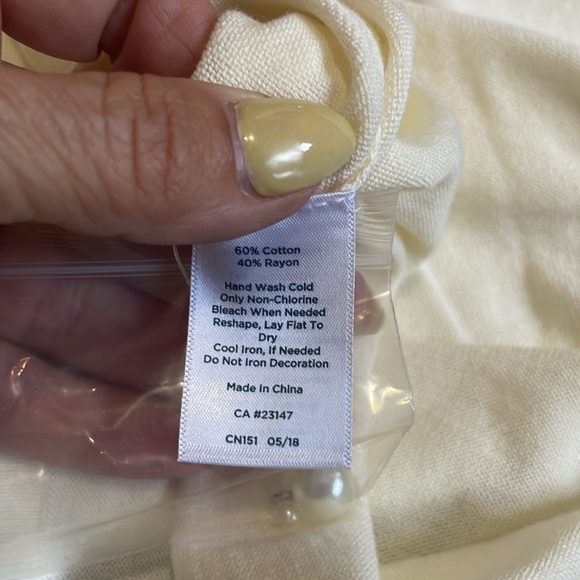 60% Cotton
40% Rayon
Hand Wash Cold
Only Non-Chlorine
Bleach When Needed
Reshape, Lay Flat To
Dry
Cool Iron, If Needed
Do Not Iron Decoration
Made In China
CA #23147
CN151 05/18